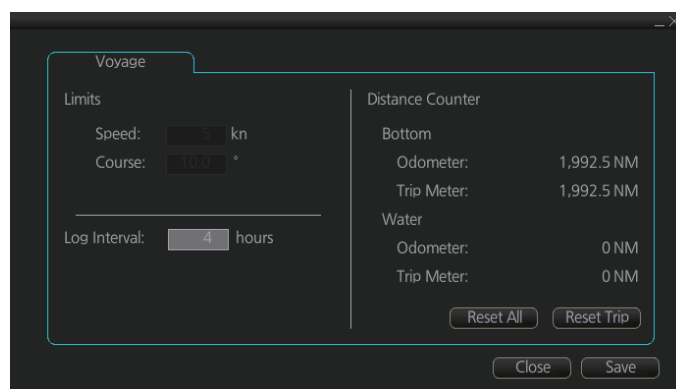 Voyage
Limits
Speed: 5 kn
Course: 10.0 °
Log Interval: 4 hours
Distance Counter
Bottom
Odometer: 1,992.5 NM
Trip Meter: 1,992.5 NM
Water
Odometer: 0 NM
Trip Meter: 0 NM
Reset All Reset Trip
Close Save